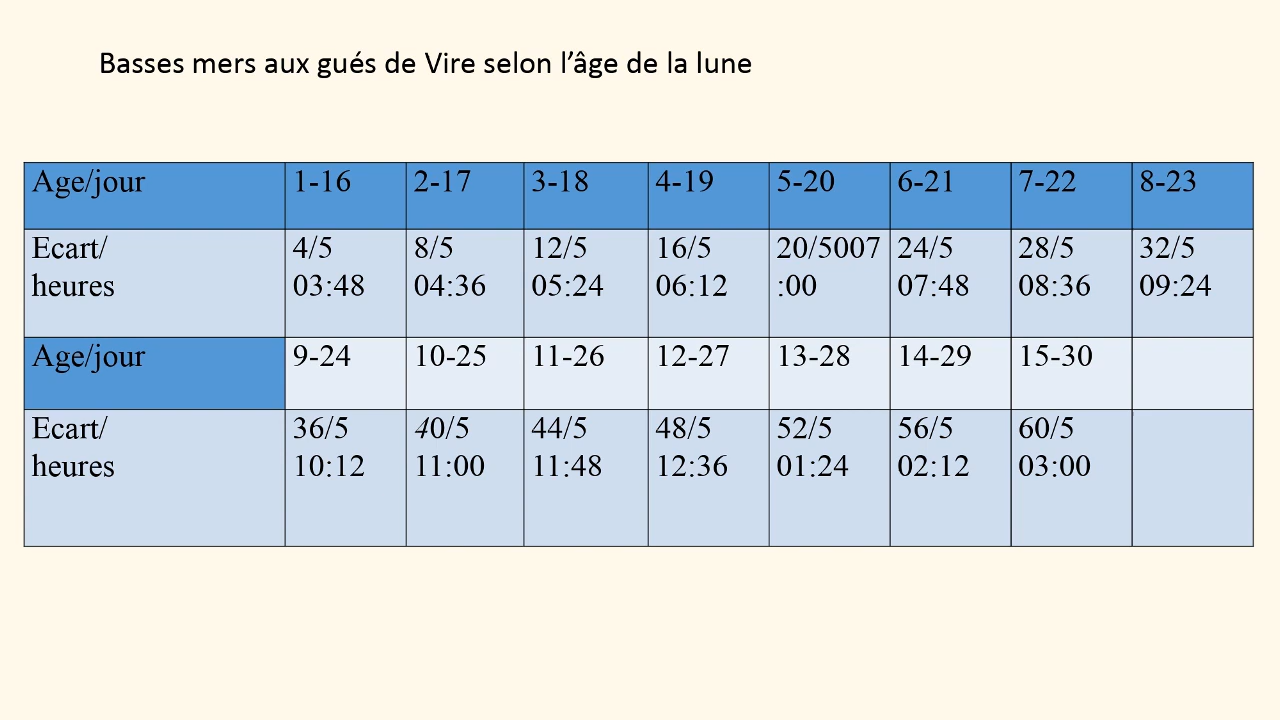 Basses mers aux gués de Vire selon l’âge de la lune
Age/jour 1-16 2-17 3-18 4-19 5-20 6-21 7-22 8-23
Ecart/ 4/5 8/5 12/5 16/5 20/5007 24/5 28/5 32/5
heures 03:48 04:36 05:24 06:12 :00 07:48 08:36 09:24
Age/jour 9-24 10-25 11-26 12-27 13-28 14-29 15-30
Ecart/ 36/5 40/5 44/5 48/5 52/5 56/5 60/5
heures 10:12 11:00 11:48 12:36 01:24 02:12 03:00